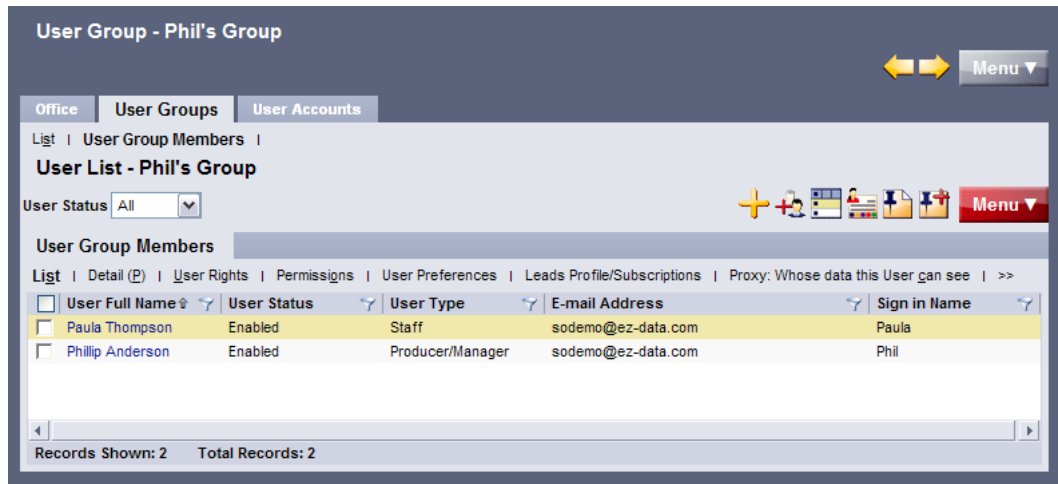 User Group - Phil's Group
Menu ▼
Office User Groups User Accounts
List | User Group Members |
User List - Phil's Group
User Status All Menu ▼
User Group Members
List | Detail (P) | User Rights | Permissions | User Preferences | Leads Profile/Subscriptions | Proxy: Whose data this User can see | >>
User Full Name User Status User Type E-mail Address Sign in Name
Paula Thompson Enabled Staff sodemo@ez-data.com Paula
Phillip Anderson Enabled Producer/Manager sodemo@ez-data.com Phil
Records Shown: 2 Total Records: 2